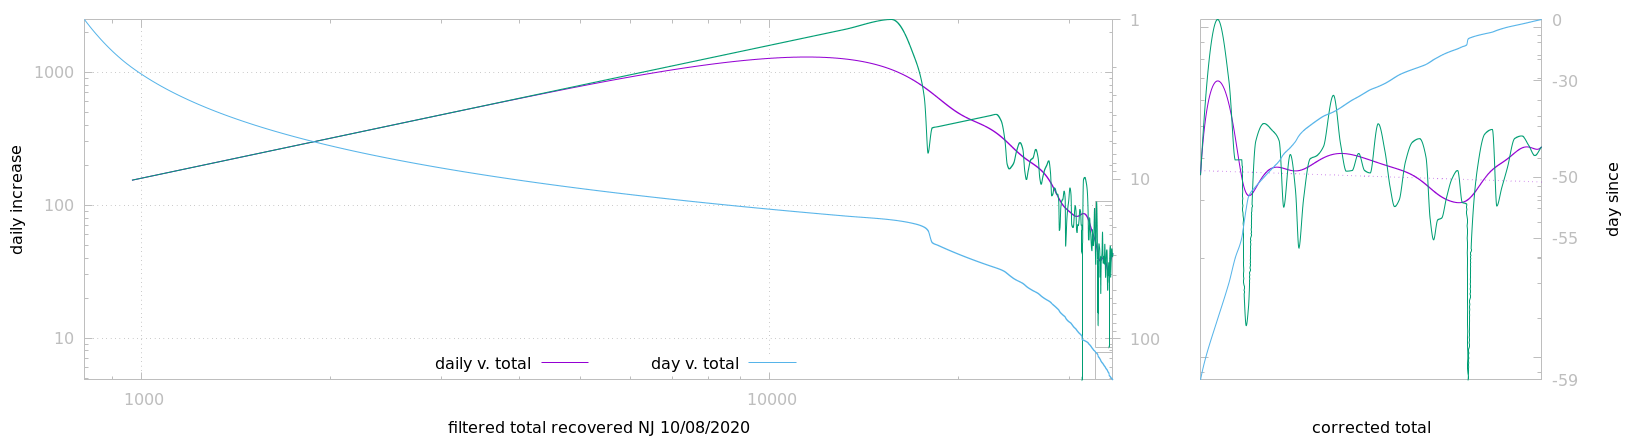 daily increase
1000
100
10
1000
10000
daily v. total
day v. total
1
10
100
filtered total recovered NJ 10/08/2020
0
-30
-50
-55
-59
day since
corrected total